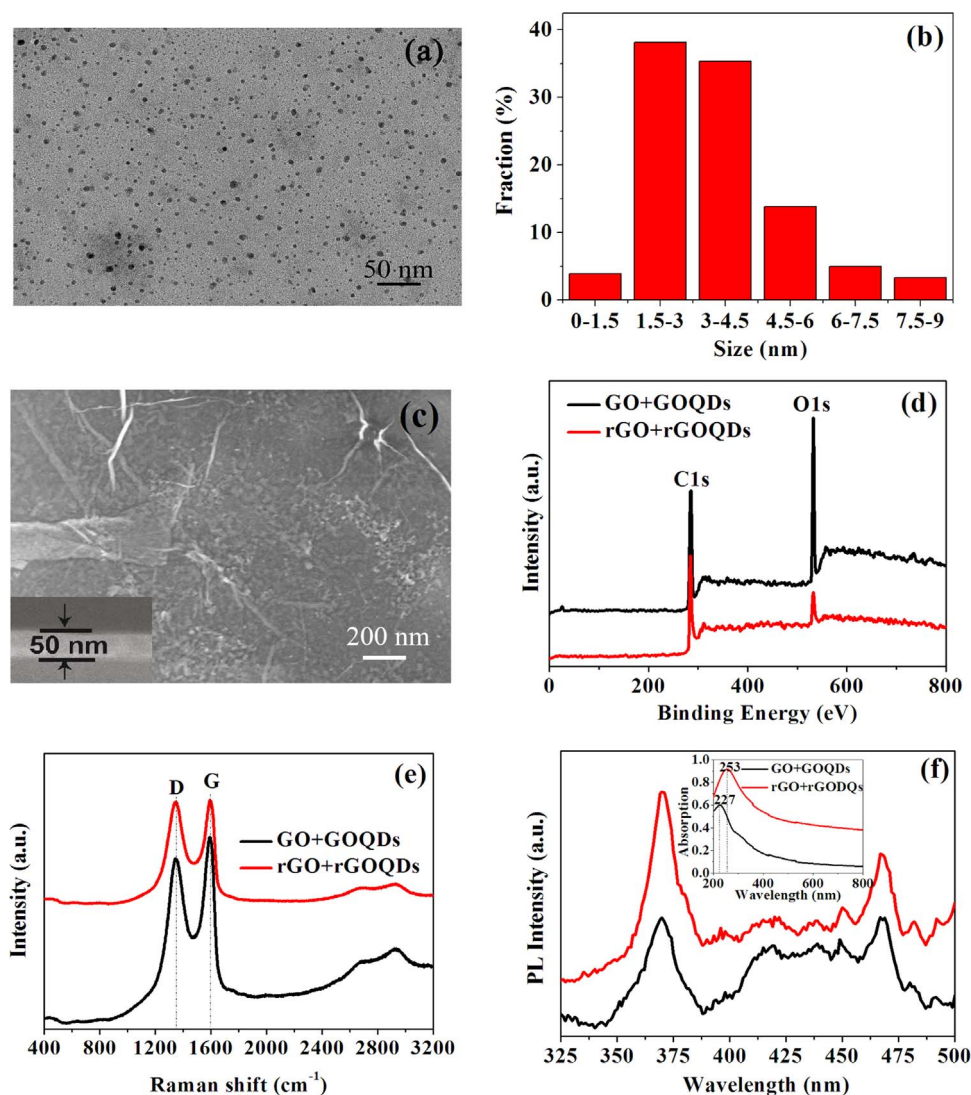 (a)
50 nm
(b)
Fraction (%)
40
30
20
10
0
0-1.5 1.5-3 3-4.5 4.5-6 6-7.5 7.5-9
Size (nm)
(c)
50 nm
200 nm
(d)
GO+GOQDs
rGO+rGOQDs
O1s
C1s
Intensity (a.u.)
0 200 400 600 800
Binding Energy (eV)
(e)
D G
GO+GOQDs
rGO+rGOQDs
Intensity (a.u.)
400 800 1200 1600 2000 2400 2800 3200
Raman shift (cm-1)
(f)
PL Intensity (a.u.)
325 350 375 400 425 450 475 500
Wavelength (nm)
1.0
0.8
0.6
0.4
0.2
0.0
Absorption
253
227
GO+GOQDs
rGO+rGODQs
200 400 600 800
Wavelength (nm)